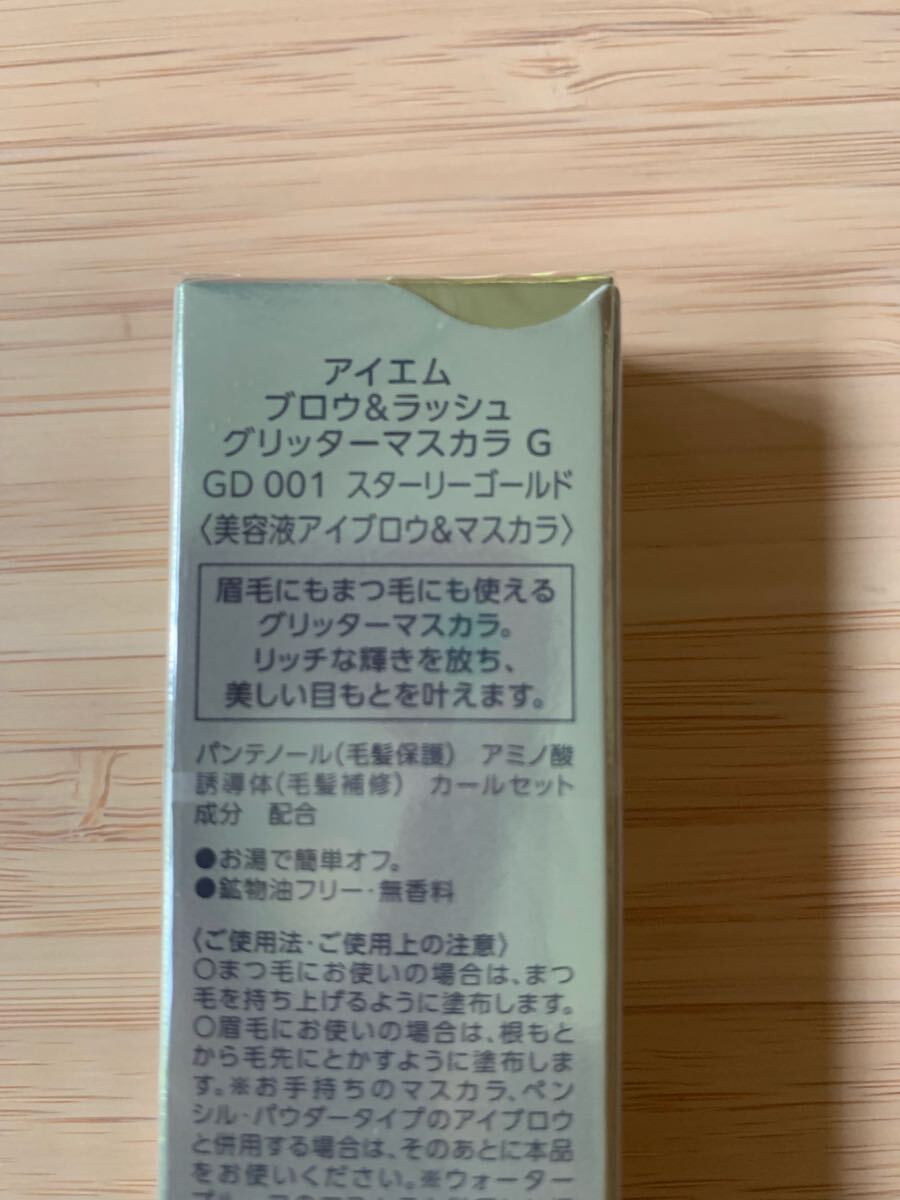 アイエム
ブロウ&ラッシュ
グリッターマスカラ G
GD 001 スターリーゴールド
〈美容液アイブロウ&マスカラ〉
眉毛にもまつ毛にも使える
グリッターマスカラ。
リッチな輝きを放ち、
美しい目もとを叶えます。
パンテノール(毛髪保護) アミノ酸
誘導体(毛髪補修) カールセット
成分 配合
●お湯で簡単オフ。
●鉱物油フリー・無香料
〈ご使用法・ご使用上の注意〉
○まつ毛にお使いの場合は、まつ
毛を持ち上げるように塗布します。
○眉毛にお使いの場合は、根もと
から毛先にとかすように塗布しま
す。※お手持ちのマスカラ、ペン
シル・パウダータイプのアイブロウ
と併用する場合は、そのあとに本品
をお使いください。※ウォーター